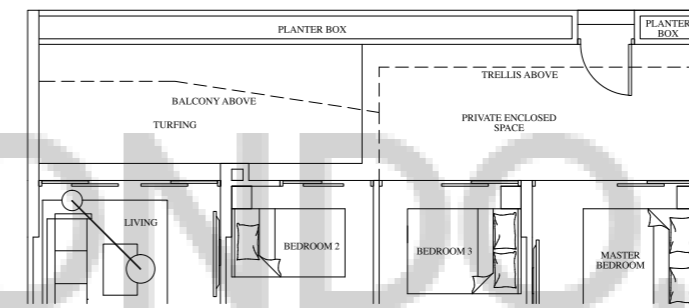 PLANTER BOX
PLANTER
BOX
TRELLIS ABOVE
BALCONY ABOVE
TURFING
PRIVATE ENCLOSED
SPACE
LIVING
BEDROOM 2
BEDROOM 3
MASTER
BEDROOM